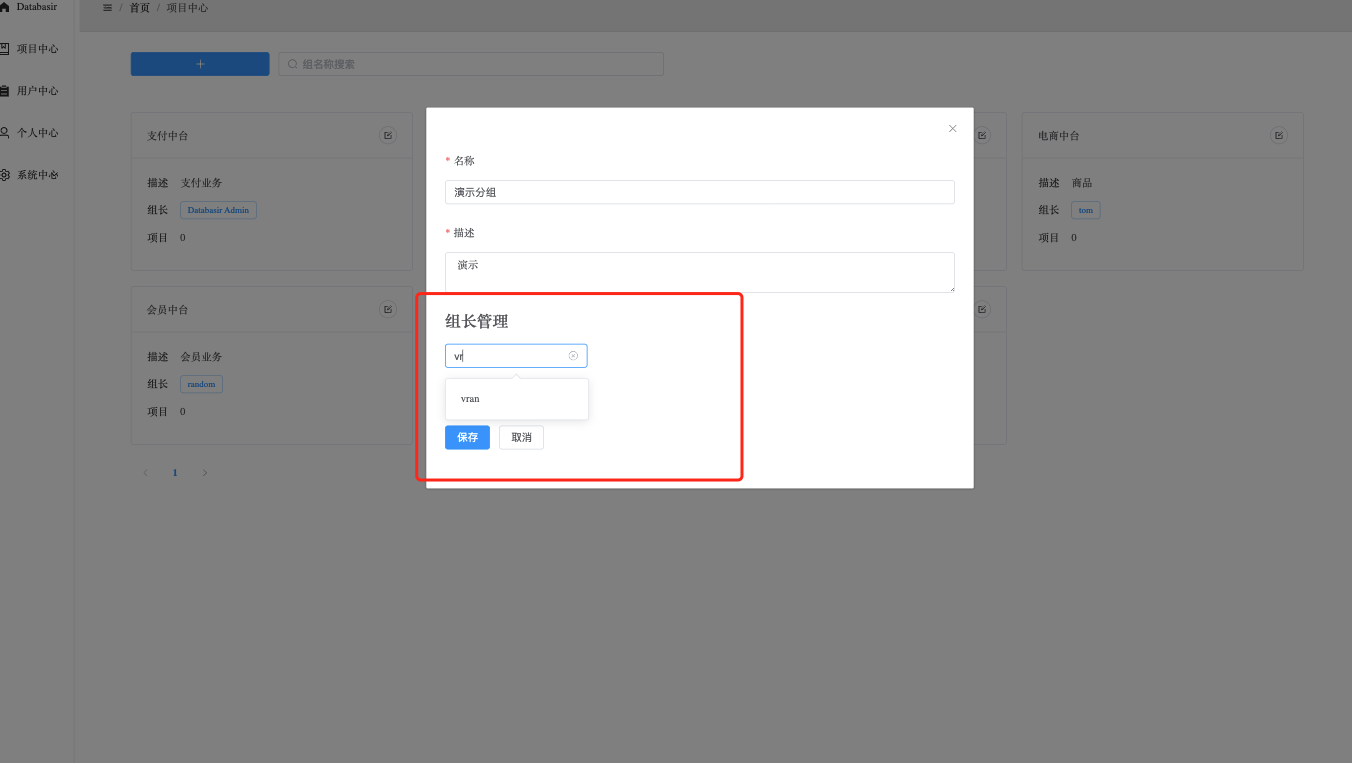 Databasir
首页 / 项目中心
项目中心
用户中心
个人中心
系统中心
组名称搜索
支付中台
描述 支付业务
组长 Databasir Admin
项目 0
电商中台
描述 商品
组长 tom
项目 0
会员中台
描述 会员业务
组长 random
项目 0
1
* 名称
演示分组
* 描述
演示
组长管理
vr
vran
保存 取消